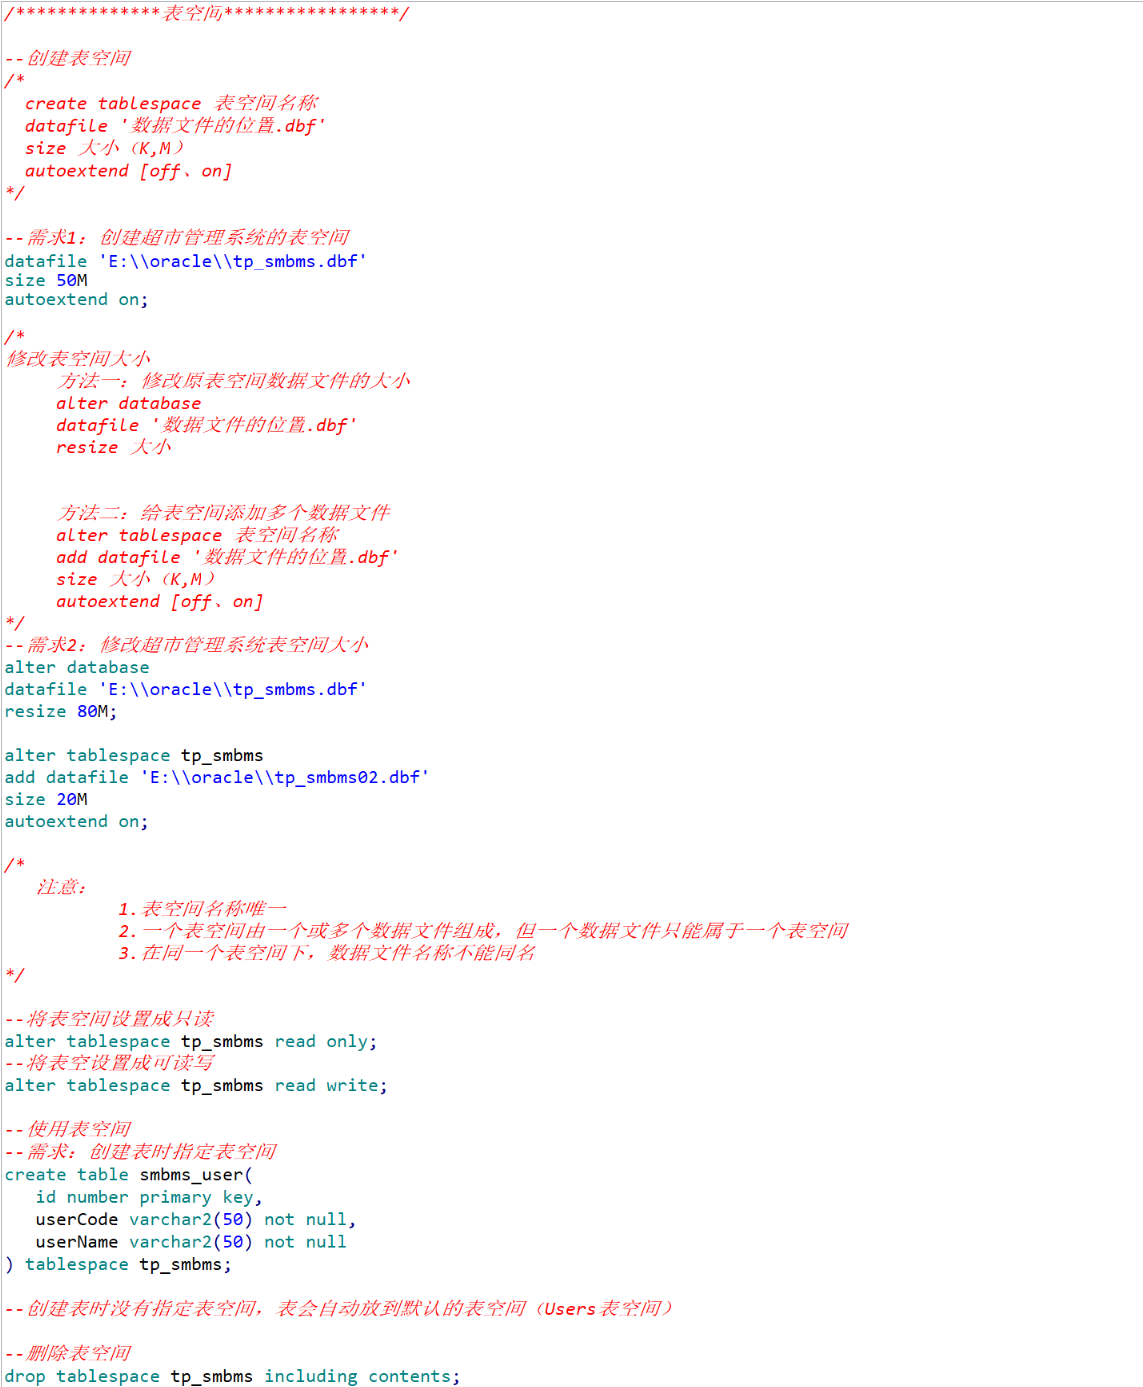 /**************表空间*****************/
--创建表空间
/*
create tablespace 表空间名称
datafile '数据文件的位置.dbf'
size 大小（K,M）
autoextend [off、on]
*/
--需求1：创建超市管理系统的表空间
datafile 'E:\\oracle\\tp_smbms.dbf'
size 50M
autoextend on;
/*
修改表空间大小
方法一：修改原表空间数据文件的大小
alter database
datafile '数据文件的位置.dbf'
resize 大小
方法二：给表空间添加多个数据文件
alter tablespace 表空间名称
add datafile '数据文件的位置.dbf'
size 大小（K,M）
autoextend [off、on]
*/
--需求2：修改超市管理系统表空间大小
alter database
datafile 'E:\\oracle\\tp_smbms.dbf'
resize 80M;
alter tablespace tp_smbms
add datafile 'E:\\oracle\\tp_smbms02.dbf'
size 20M
autoextend on;
/*
注意：
1.表空间名称唯一
2.一个表空间由一个或多个数据文件组成，但一个数据文件只能属于一个表空间
3.在同一个表空间下，数据文件名称不能同名
*/
--将表空间设置成只读
alter tablespace tp_smbms read only;
--将表空设置成可读写
alter tablespace tp_smbms read write;
--使用表空间
--需求：创建表时指定表空间
create table smbms_user(
id number primary key,
userCode varchar2(50) not null,
userName varchar2(50) not null
) tablespace tp_smbms;
--创建表时没有指定表空间，表会自动放到默认的表空间（Users表空间）
--删除表空间
drop tablespace tp_smbms including contents;